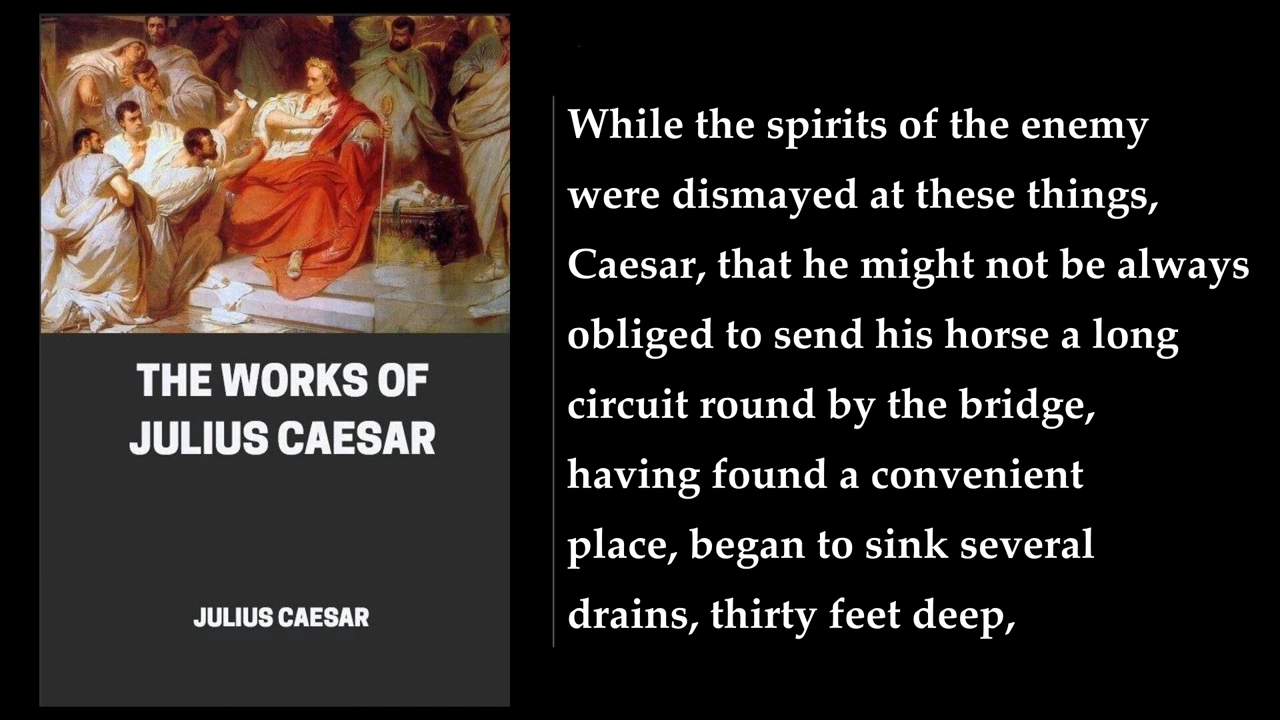 THE WORKS OF
JULIUS CAESAR
JULIUS CAESAR
While the spirits of the enemy
were dismayed at these things,
Caesar, that he might not be always
obliged to send his horse a long
circuit round by the bridge,
having found a convenient
place, began to sink several
drains, thirty feet deep,